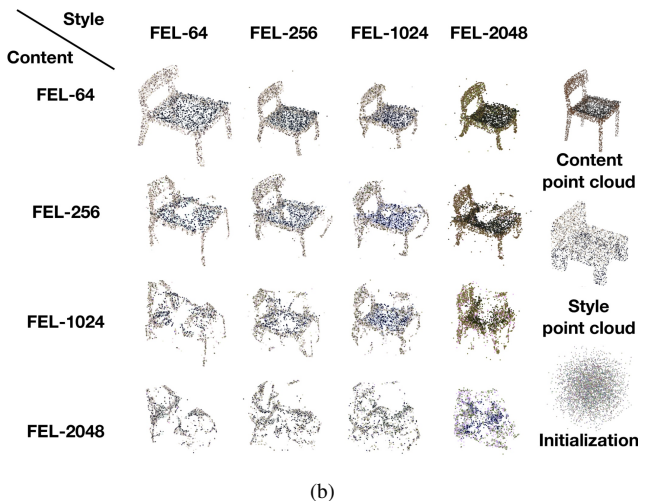 Style
FEL-64 FEL-256 FEL-1024 FEL-2048
Content
FEL-64
Content
point cloud
FEL-256
FEL-1024
Style
point cloud
FEL-2048
Initialization
(b)